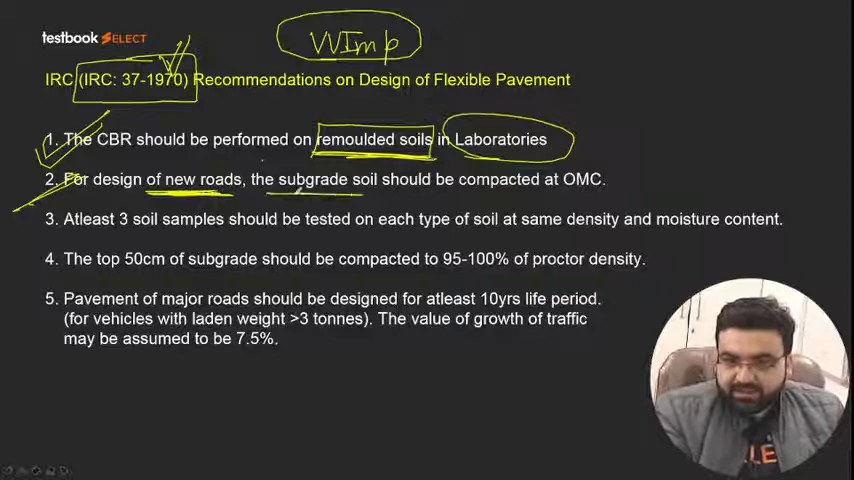 testbook SELECT
VVImp
IRC (IRC: 37-1970) Recommendations on Design of Flexible Pavement
1. The CBR should be performed on remoulded soils in Laboratories
2. For design of new roads, the subgrade soil should be compacted at OMC.
3. Atleast 3 soil samples should be tested on each type of soil at same density and moisture content.
4. The top 50cm of subgrade should be compacted to 95-100% of proctor density.
5. Pavement of major roads should be designed for atleast 10yrs life period.
(for vehicles with laden weight >3 tonnes). The value of growth of traffic
may be assumed to be 7.5%.